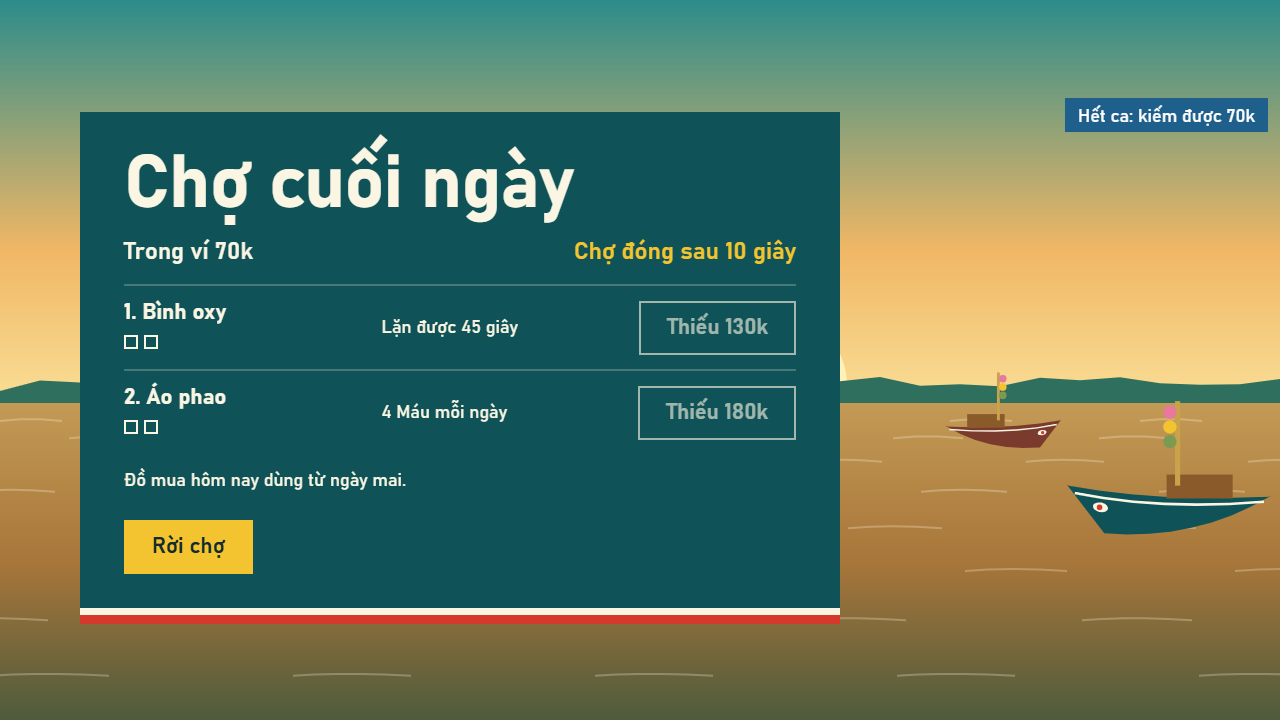 Hết ca: kiếm được 70k
Chợ cuối ngày
Trong ví 70k
Chợ đóng sau 10 giây
1. Bình oxy
Lặn được 45 giây
Thiếu 130k
2. Áo phao
4 Máu mỗi ngày
Thiếu 180k
Đồ mua hôm nay dùng từ ngày mai.
Rời chợ